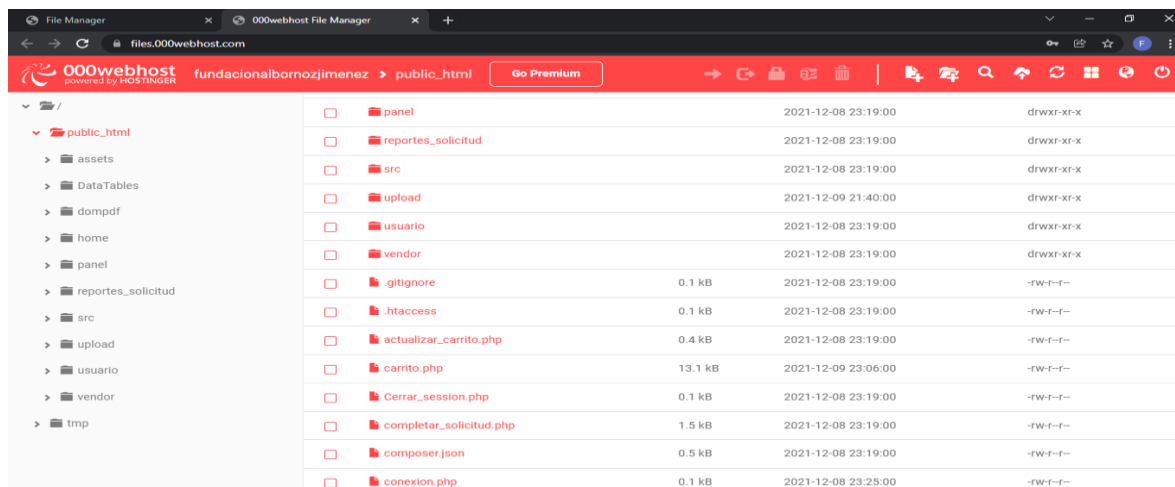 File Manager
000webhost File Manager
files.000webhost.com
F
000webhost
powered by HOSTINGER
fundacionalbornozjimenez > public_html
Go Premium
/
public_html
assets
DataTables
dompdf
home
panel
reportes_solicitud
src
upload
usuario
vendor
tmp
panel 2021-12-08 23:19:00 drwxr-xr-x
reportes_solicitud 2021-12-08 23:19:00 drwxr-xr-x
src 2021-12-08 23:19:00 drwxr-xr-x
upload 2021-12-09 21:40:00 drwxr-xr-x
usuario 2021-12-08 23:19:00 drwxr-xr-x
vendor 2021-12-08 23:19:00 drwxr-xr-x
.gitignore 0.1 kB 2021-12-08 23:19:00 -rw-r--r--
.htaccess 0.1 kB 2021-12-08 23:19:00 -rw-r--r--
actualizar_carrito.php 0.4 kB 2021-12-08 23:19:00 -rw-r--r--
carrito.php 13.1 kB 2021-12-09 23:06:00 -rw-r--r--
Cerrar_session.php 0.1 kB 2021-12-08 23:19:00 -rw-r--r--
completar_solicitud.php 1.5 kB 2021-12-08 23:19:00 -rw-r--r--
composer.json 0.5 kB 2021-12-08 23:19:00 -rw-r--r--
conexion.php 0.1 kB 2021-12-08 23:25:00 -rw-r--r--